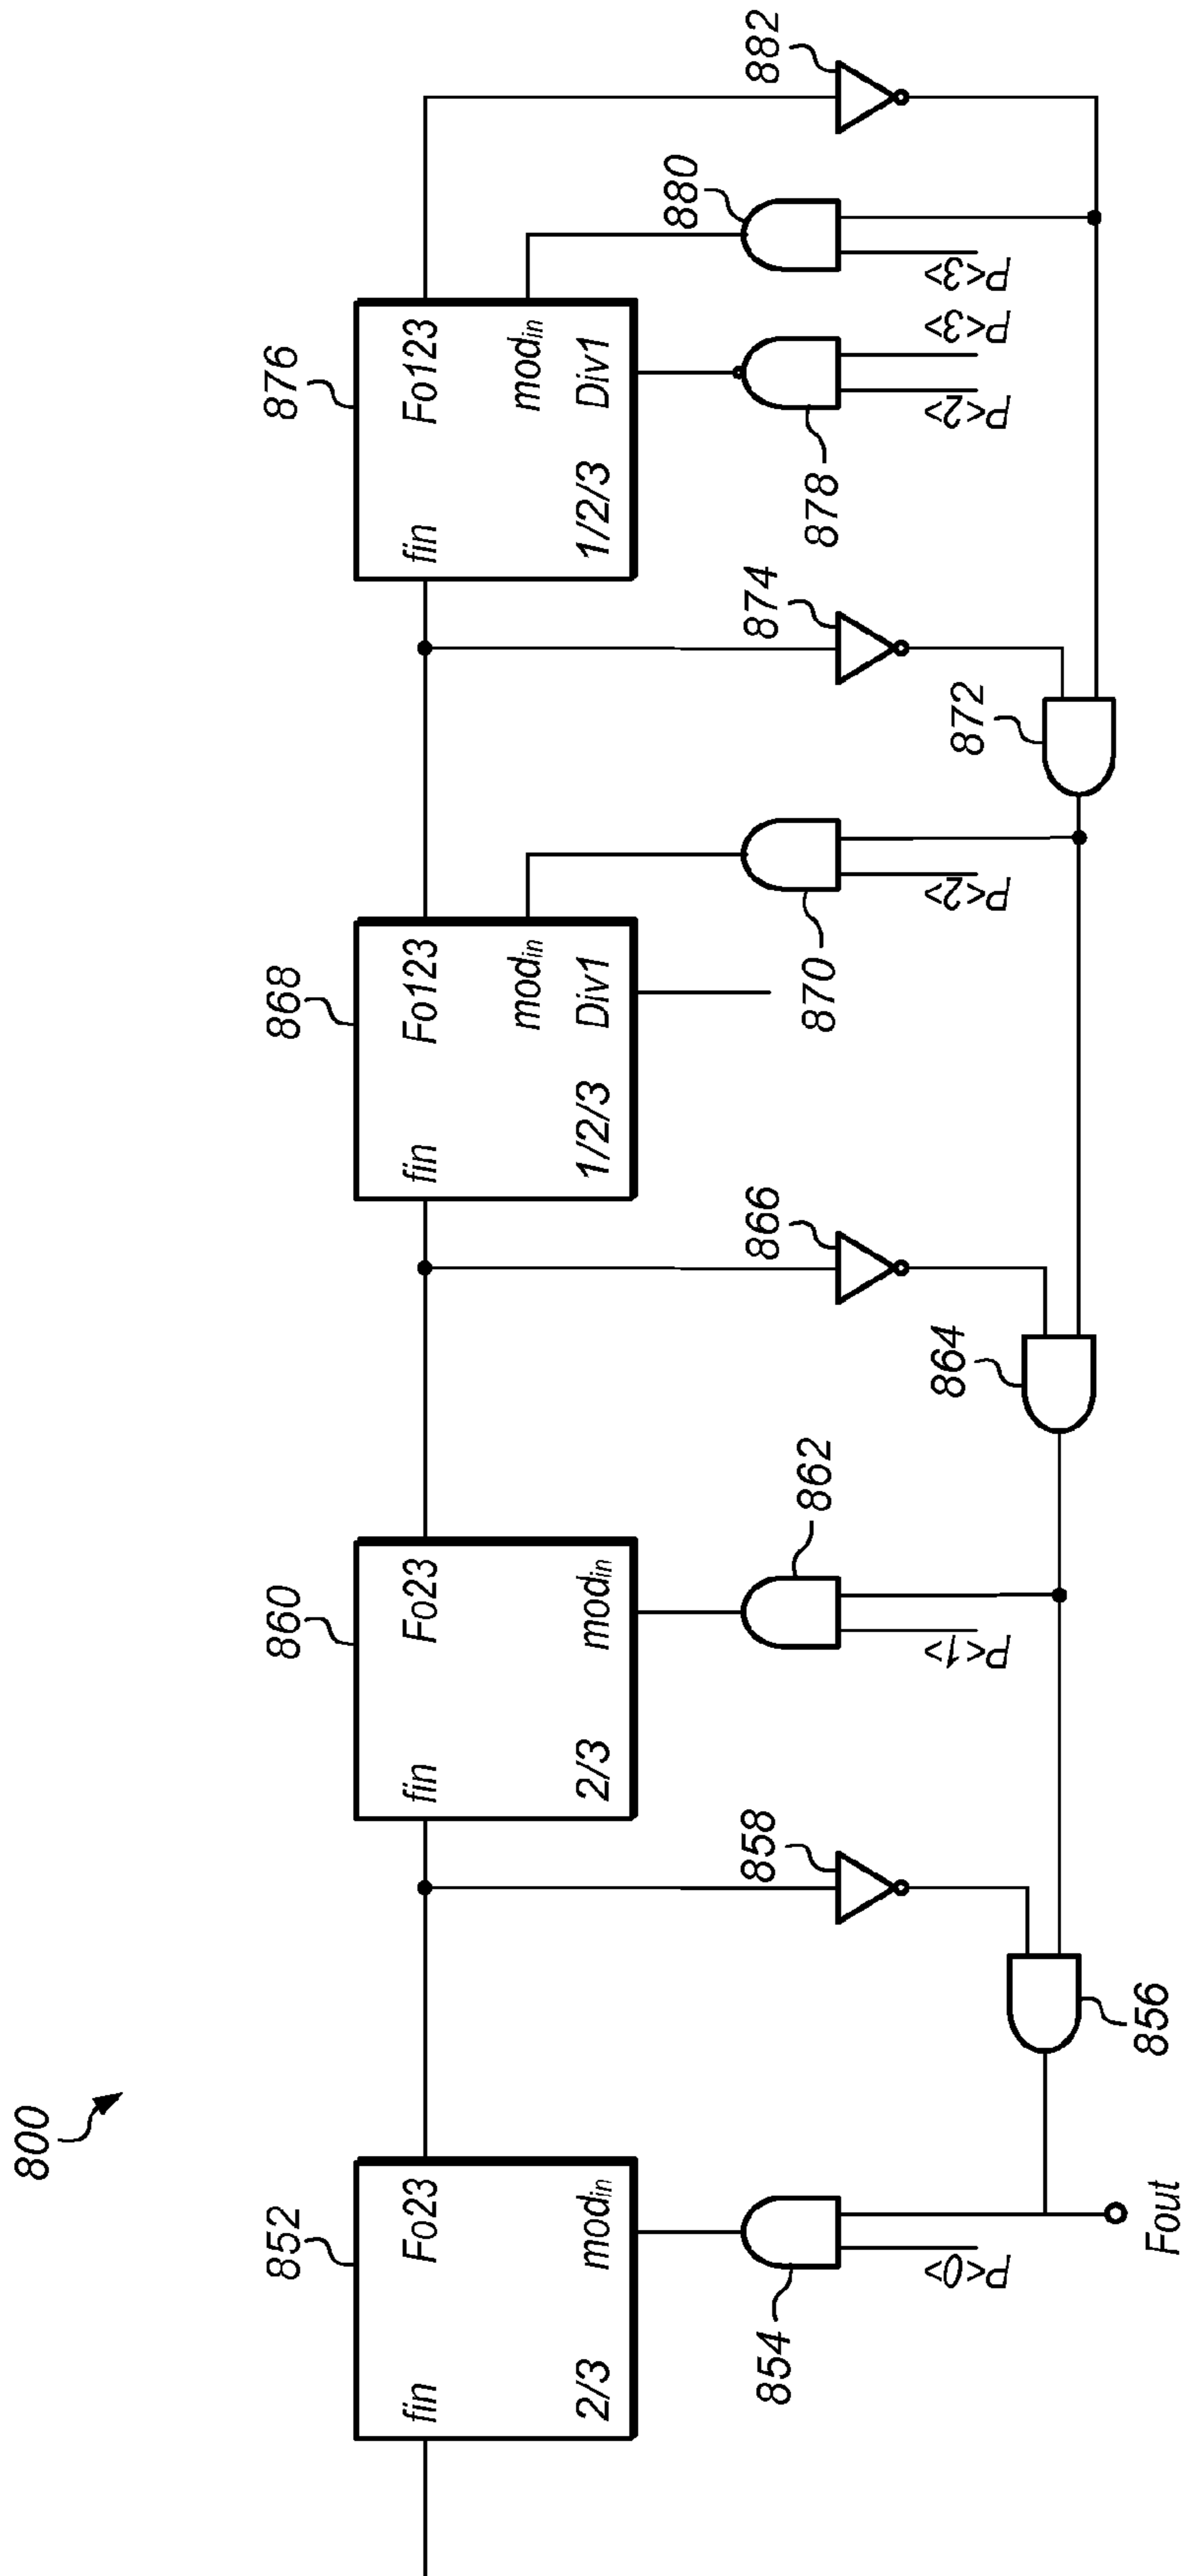 800
852
860
868
876
fin
Fo23
2/3
modin
fin
Fo23
2/3
modin
fin
Fo123
modin
1/2/3
Div1
fin
Fo123
modin
1/2/3
Div1
854
858
862
866
870
874
878
880
882
P<0>
P<1>
P<2>
P<2>
P<3>
P<3>
856
864
872
Fout